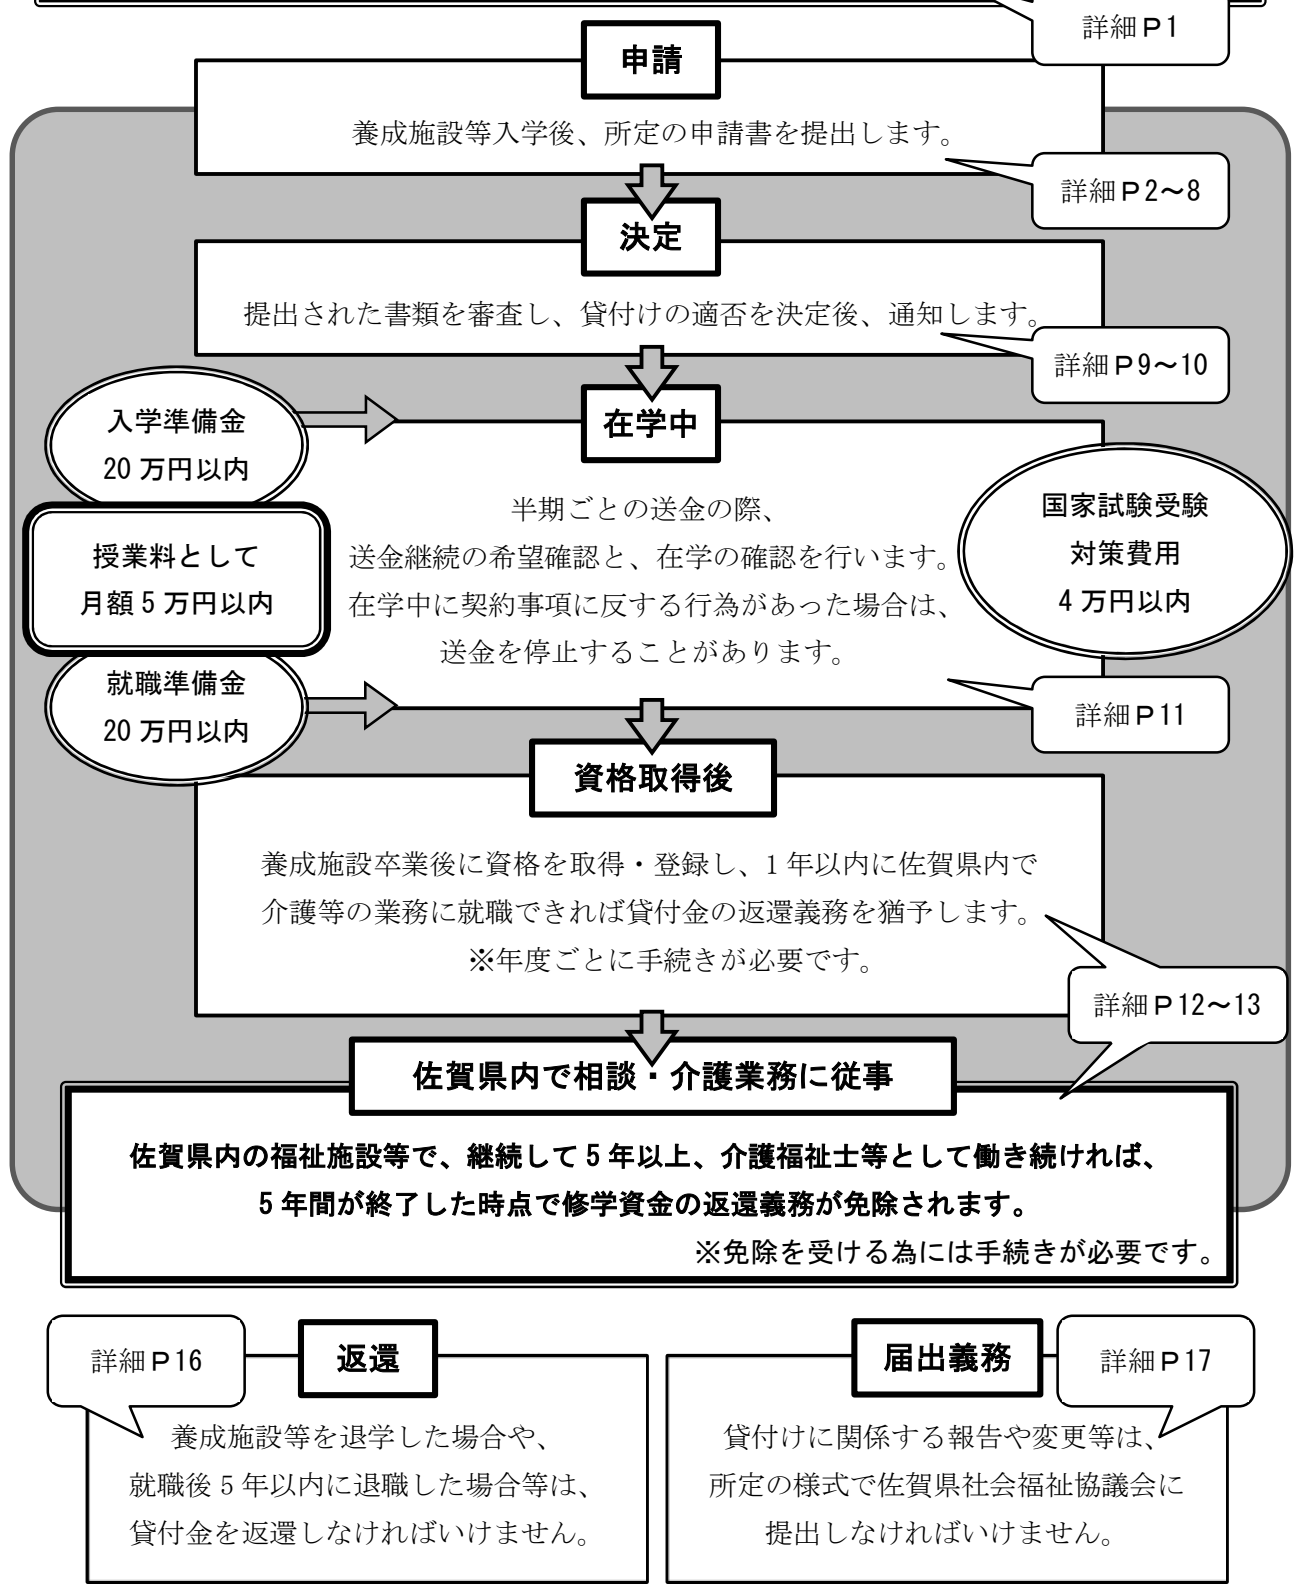 詳細P1
申請
養成施設等入学後、所定の申請書を提出します。
詳細P2～8
決定
提出された書類を審査し、貸付けの適否を決定後、通知します。
詳細P9～10
入学準備金
20万円以内
在学中
授業料として
月額5万円以内
半期ごとの送金の際、
送金継続の希望確認と、在学の確認を行います。
在学中に契約事項に反する行為があった場合は、
送金を停止することがあります。
国家試験受験
対策費用
4万円以内
就職準備金
20万円以内
詳細P11
資格取得後
養成施設卒業後に資格を取得・登録し、1年以内に佐賀県内で
介護等の業務に就職できれば貸付金の返還義務を猶予します。
※年度ごとに手続きが必要です。
詳細P12～13
佐賀県内で相談・介護業務に従事
佐賀県内の福祉施設等で、継続して5年以上、介護福祉士等として働き続ければ、
5年間が終了した時点で修学資金の返還義務が免除されます。
※免除を受ける為には手続きが必要です。
詳細P16
返還
養成施設等を退学した場合や、
就職後5年以内に退職した場合等は、
貸付金を返還しなければいけません。
届出義務
詳細P17
貸付けに関係する報告や変更等は、
所定の様式で佐賀県社会福祉協議会に
提出しなければいけません。